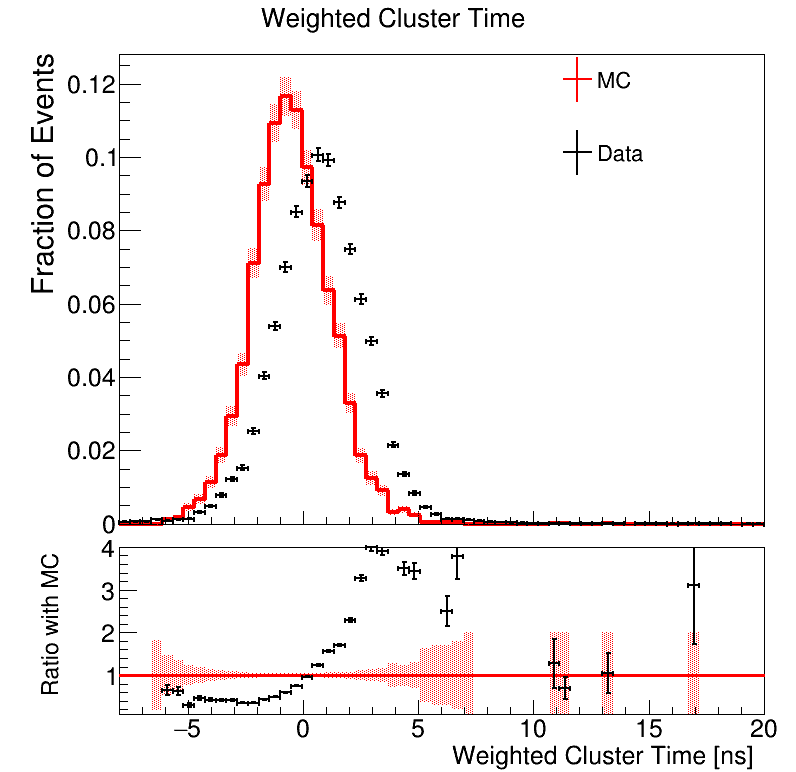 Weighted Cluster Time
Fraction of Events
0.12
0.1
0.08
0.06
0.04
0.02
0
MC
Data
Ratio with MC
4
3
2
1
−5
0
5
10
15
20
Weighted Cluster Time [ns]